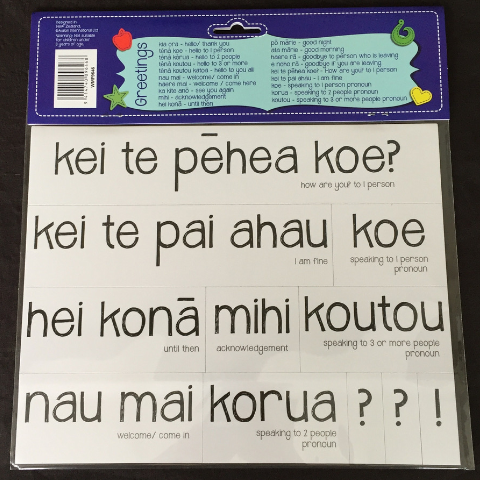 Designed in
New Zealand.
Greetings
kia ora - hello/ thank you
tēnā koe - hello to 1 person
tēnā kōrua - hello to 2 people
tēnā koutou - hello to 3 or more
tēnā koutou katoa - hello to you all
nau mai - welcome/ come in
haere mai - welcome / come here
ka kite anō - see you again
mihi - acknowledgement
hei konā - until then
pō mārie - good night
ata mārie - good morning
haere rā - goodbye to person who is leaving
e noho rā - goodbye if you are leaving
kei te pēhea koe? - How are you? to 1 person
kei te pai ahau - I am fine
koe - speaking to 1 person pronoun
korua - speaking to 2 people pronoun
koutou - speaking to 3 or more people pronoun
kei te pēhea koe?
how are you? to 1 person
kei te pai ahau
I am fine
koe
speaking to 1 person
pronoun
hei konā
until then
mihi
acknowledgement
koutou
speaking to 3 or more people
pronoun
nau mai
welcome/ come in
korua
speaking to 2 people
pronoun
?
?
!